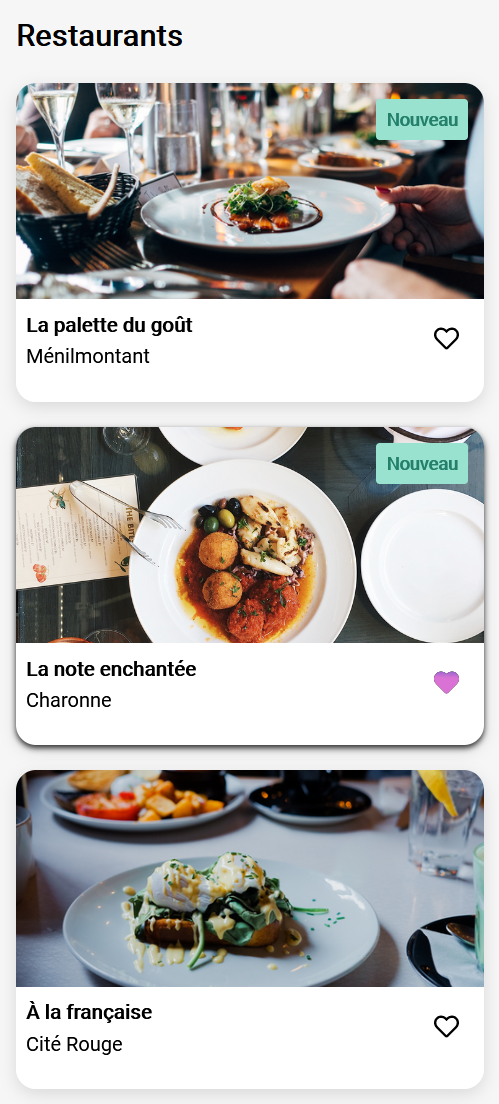 Restaurants
Nouveau
La palette du goût
Ménilmontant
Nouveau
La note enchantée
Charonne
À la française
Cité Rouge